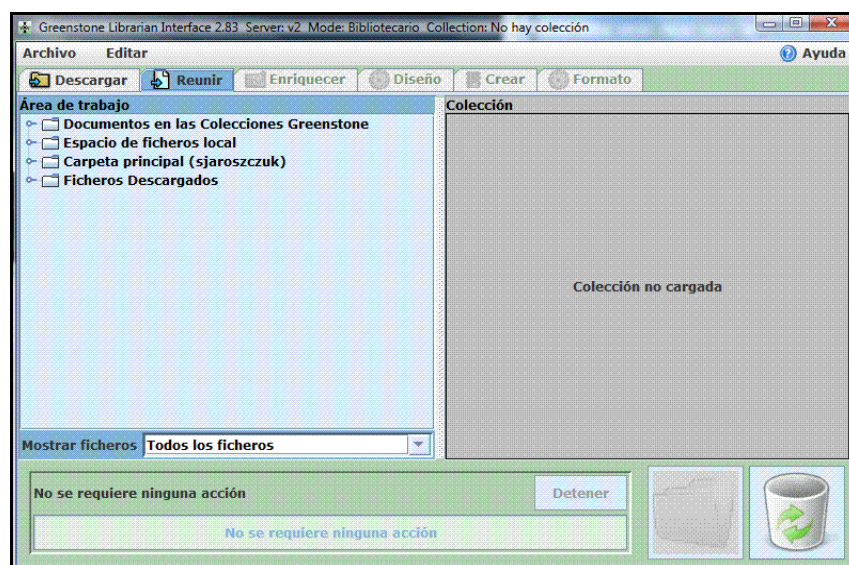 Greenstone Librarian Interface 2.83 Server: v2 Mode: Bibliotecario Collection: No hay colección
Archivo Editar Ayuda
Descargar Reunir Enriquecer Diseño Crear Formato
Área de trabajo
Documentos en las Colecciones Greenstone
Espacio de ficheros local
Carpeta principal (sjaroszczuk)
Ficheros Descargados
Mostrar ficheros Todos los ficheros
Colección
Colección no cargada
No se requiere ninguna acción Detener
No se requiere ninguna acción